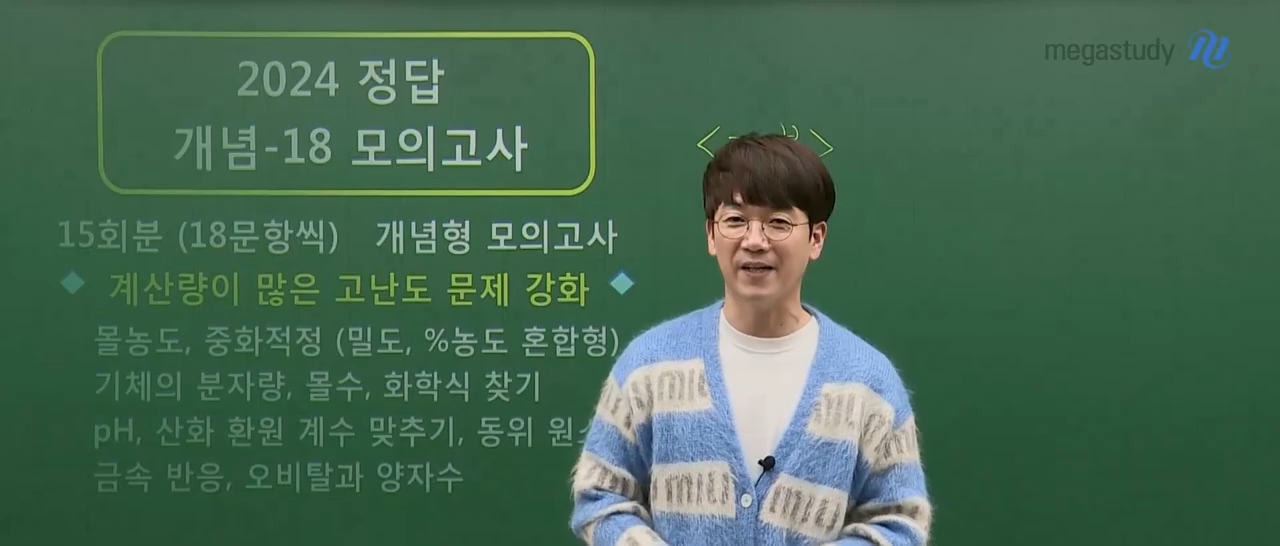 megastudy
2024 정답
개념-18 모의고사
15회분 (18문항씩) 개념형 모의고사
계산량이 많은 고난도 문제 강화
몰농도, 중화적정 (밀도, %농도 혼합형)
기체의 분자량, 몰수, 화학식 찾기
pH, 산화 환원 계수 맞추기, 동위
금속 반응, 오비탈과 양자수